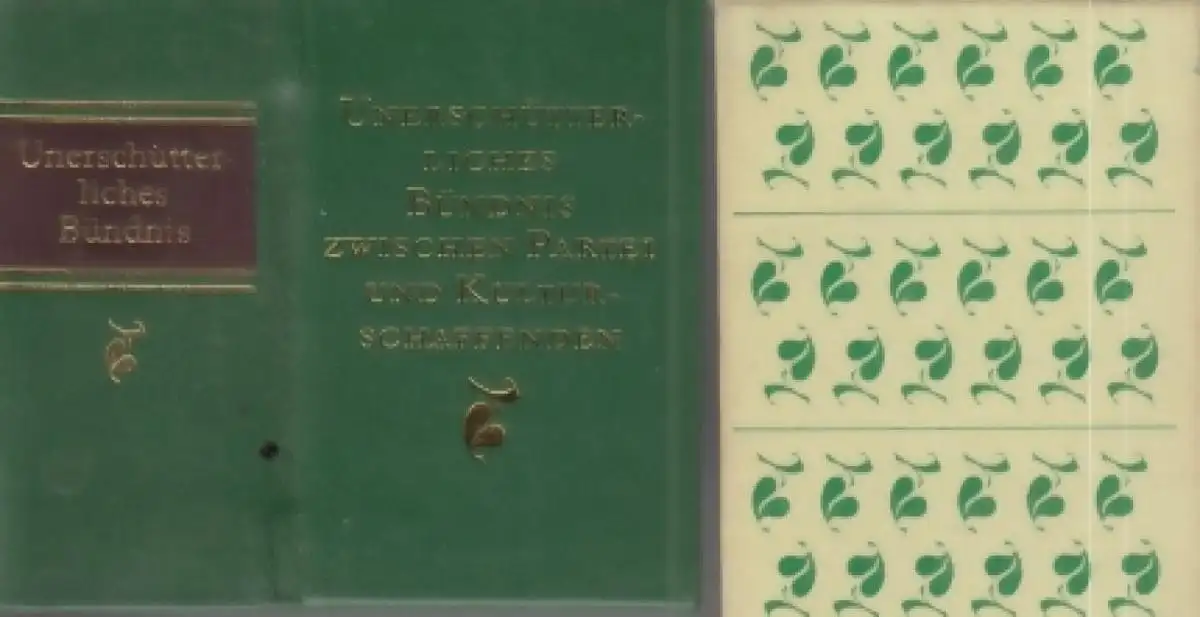 Unerschütter-
liches
Bündnis
UNERSCHÜTTER-
LICHES
BÜNDNIS
ZWISCHEN PARTEI
UND KULTUR-
SCHAFFENDEN